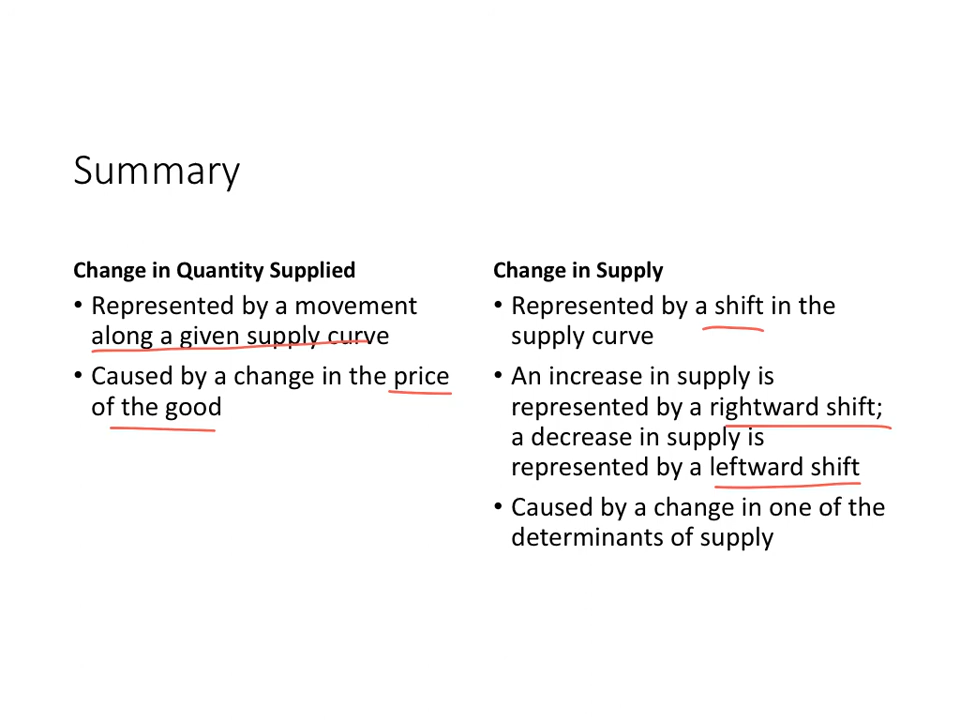 Summary
Change in Quantity Supplied
• Represented by a movement
along a given supply curve
• Caused by a change in the price
of the good
Change in Supply
• Represented by a shift in the
supply curve
• An increase in supply is
represented by a rightward shift;
a decrease in supply is
represented by a leftward shift
• Caused by a change in one of the
determinants of supply